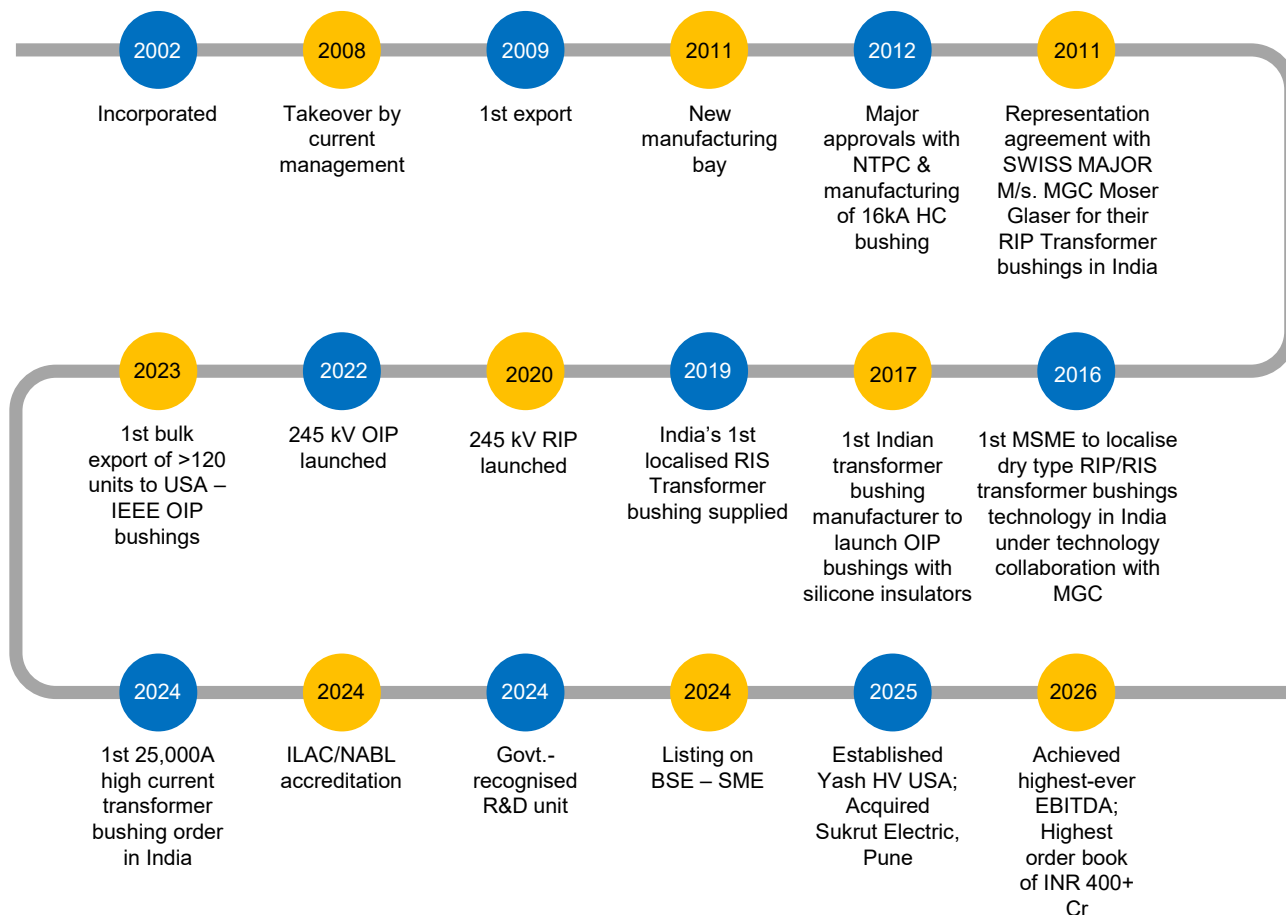 2002
Incorporated
2008
Takeover by
current
management
2009
1st export
2011
New
manufacturing
bay
2012
Major
approvals with
NTPC &
manufacturing
of 16kA HC
bushing
2011
Representation
agreement with
SWISS MAJOR
M/s. MGC Moser
Glaser for their
RIP Transformer
bushings in India
2023
1st bulk
export of >120
units to USA –
IEEE OIP
bushings
2022
245 kV OIP
launched
2020
245 kV RIP
launched
2019
India’s 1st
localised RIS
Transformer
bushing supplied
2017
1st Indian
transformer
bushing
manufacturer to
launch OIP
bushings with
silicone insulators
2016
1st MSME to localise
dry type RIP/RIS
transformer bushings
technology in India
under technology
collaboration with
MGC
2024
1st 25,000A
high current
transformer
bushing order
in India
2024
ILAC/NABL
accreditation
2024
Govt.-
recognised
R&D unit
2024
Listing on
BSE – SME
2025
Established
Yash HV USA;
Acquired
Sukrut Electric,
Pune
2026
Achieved
highest-ever
EBITDA;
Highest
order book
of INR 400+
Cr